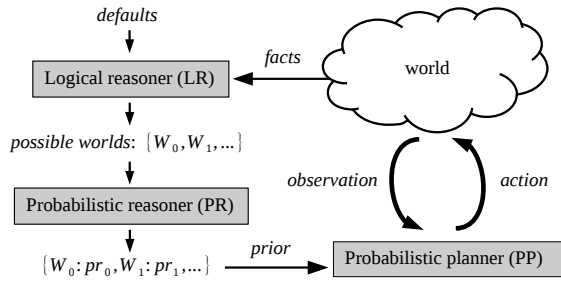 defaults
Logical reasoner (LR)
facts
world
possible worlds: {W₀,W₁,...}
observation
action
Probabilistic reasoner (PR)
{W₀:pr₀,W₁:pr₁,...}
prior
Probabilistic planner (PP)